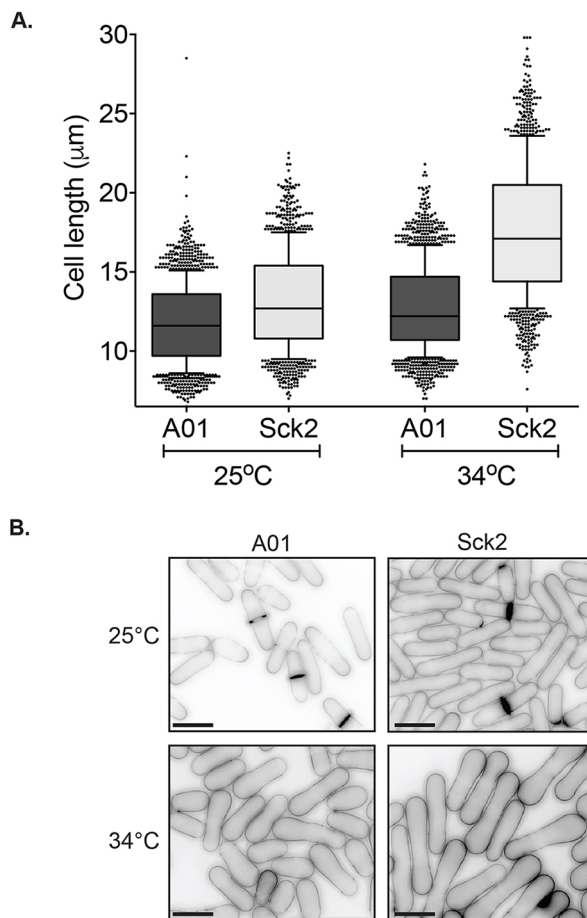 A.
Cell length (μm)
30
25
20
15
10
A01 Sck2 A01 Sck2
25°C 34°C
B.
A01 Sck2
25°C
34°C